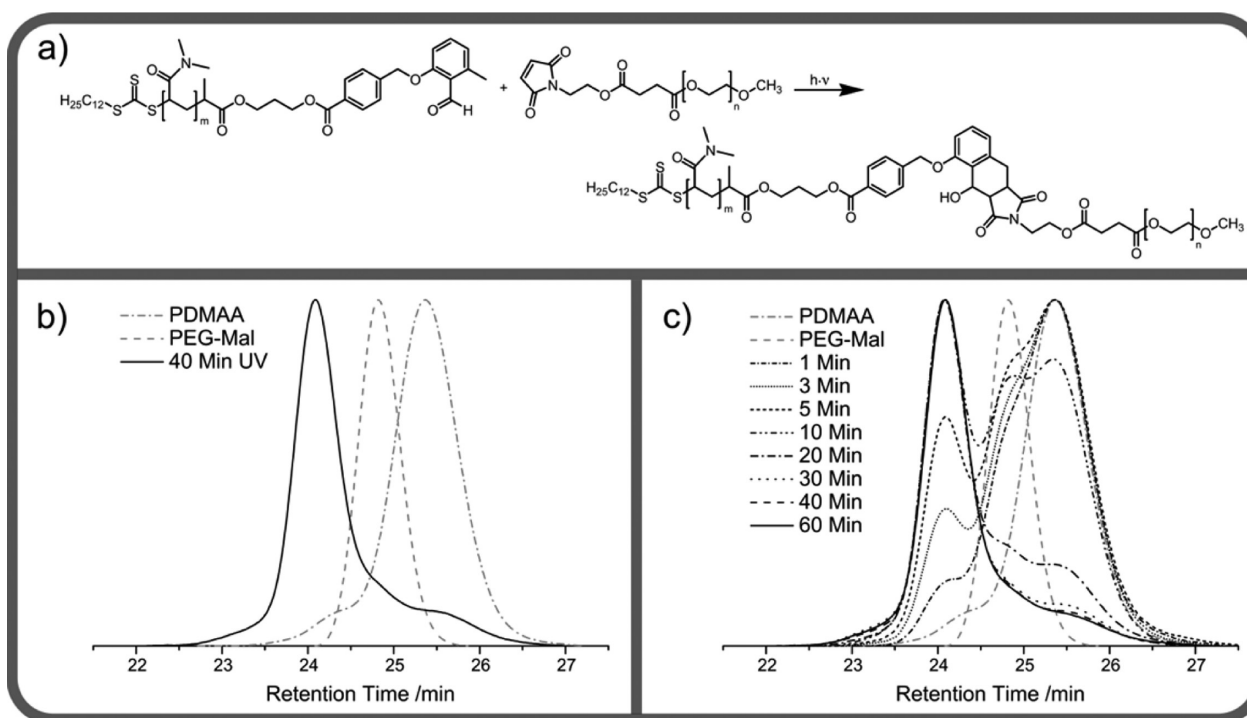 a)
N
O
O
H
O
S
H25C12
S
S
m
O
O
O
O
O
+
O
N
O
O
O
O
O
n
O
CH3
h·ν
N
O
S
H25C12
S
S
m
O
O
O
O
O
HO
O
N
O
O
O
O
O
n
O
CH3
b)
PDMAA
PEG-Mal
40 Min UV
22 23 24 25 26 27
Retention Time /min
c)
PDMAA
PEG-Mal
1 Min
3 Min
5 Min
10 Min
20 Min
30 Min
40 Min
60 Min
22 23 24 25 26 27
Retention Time /min